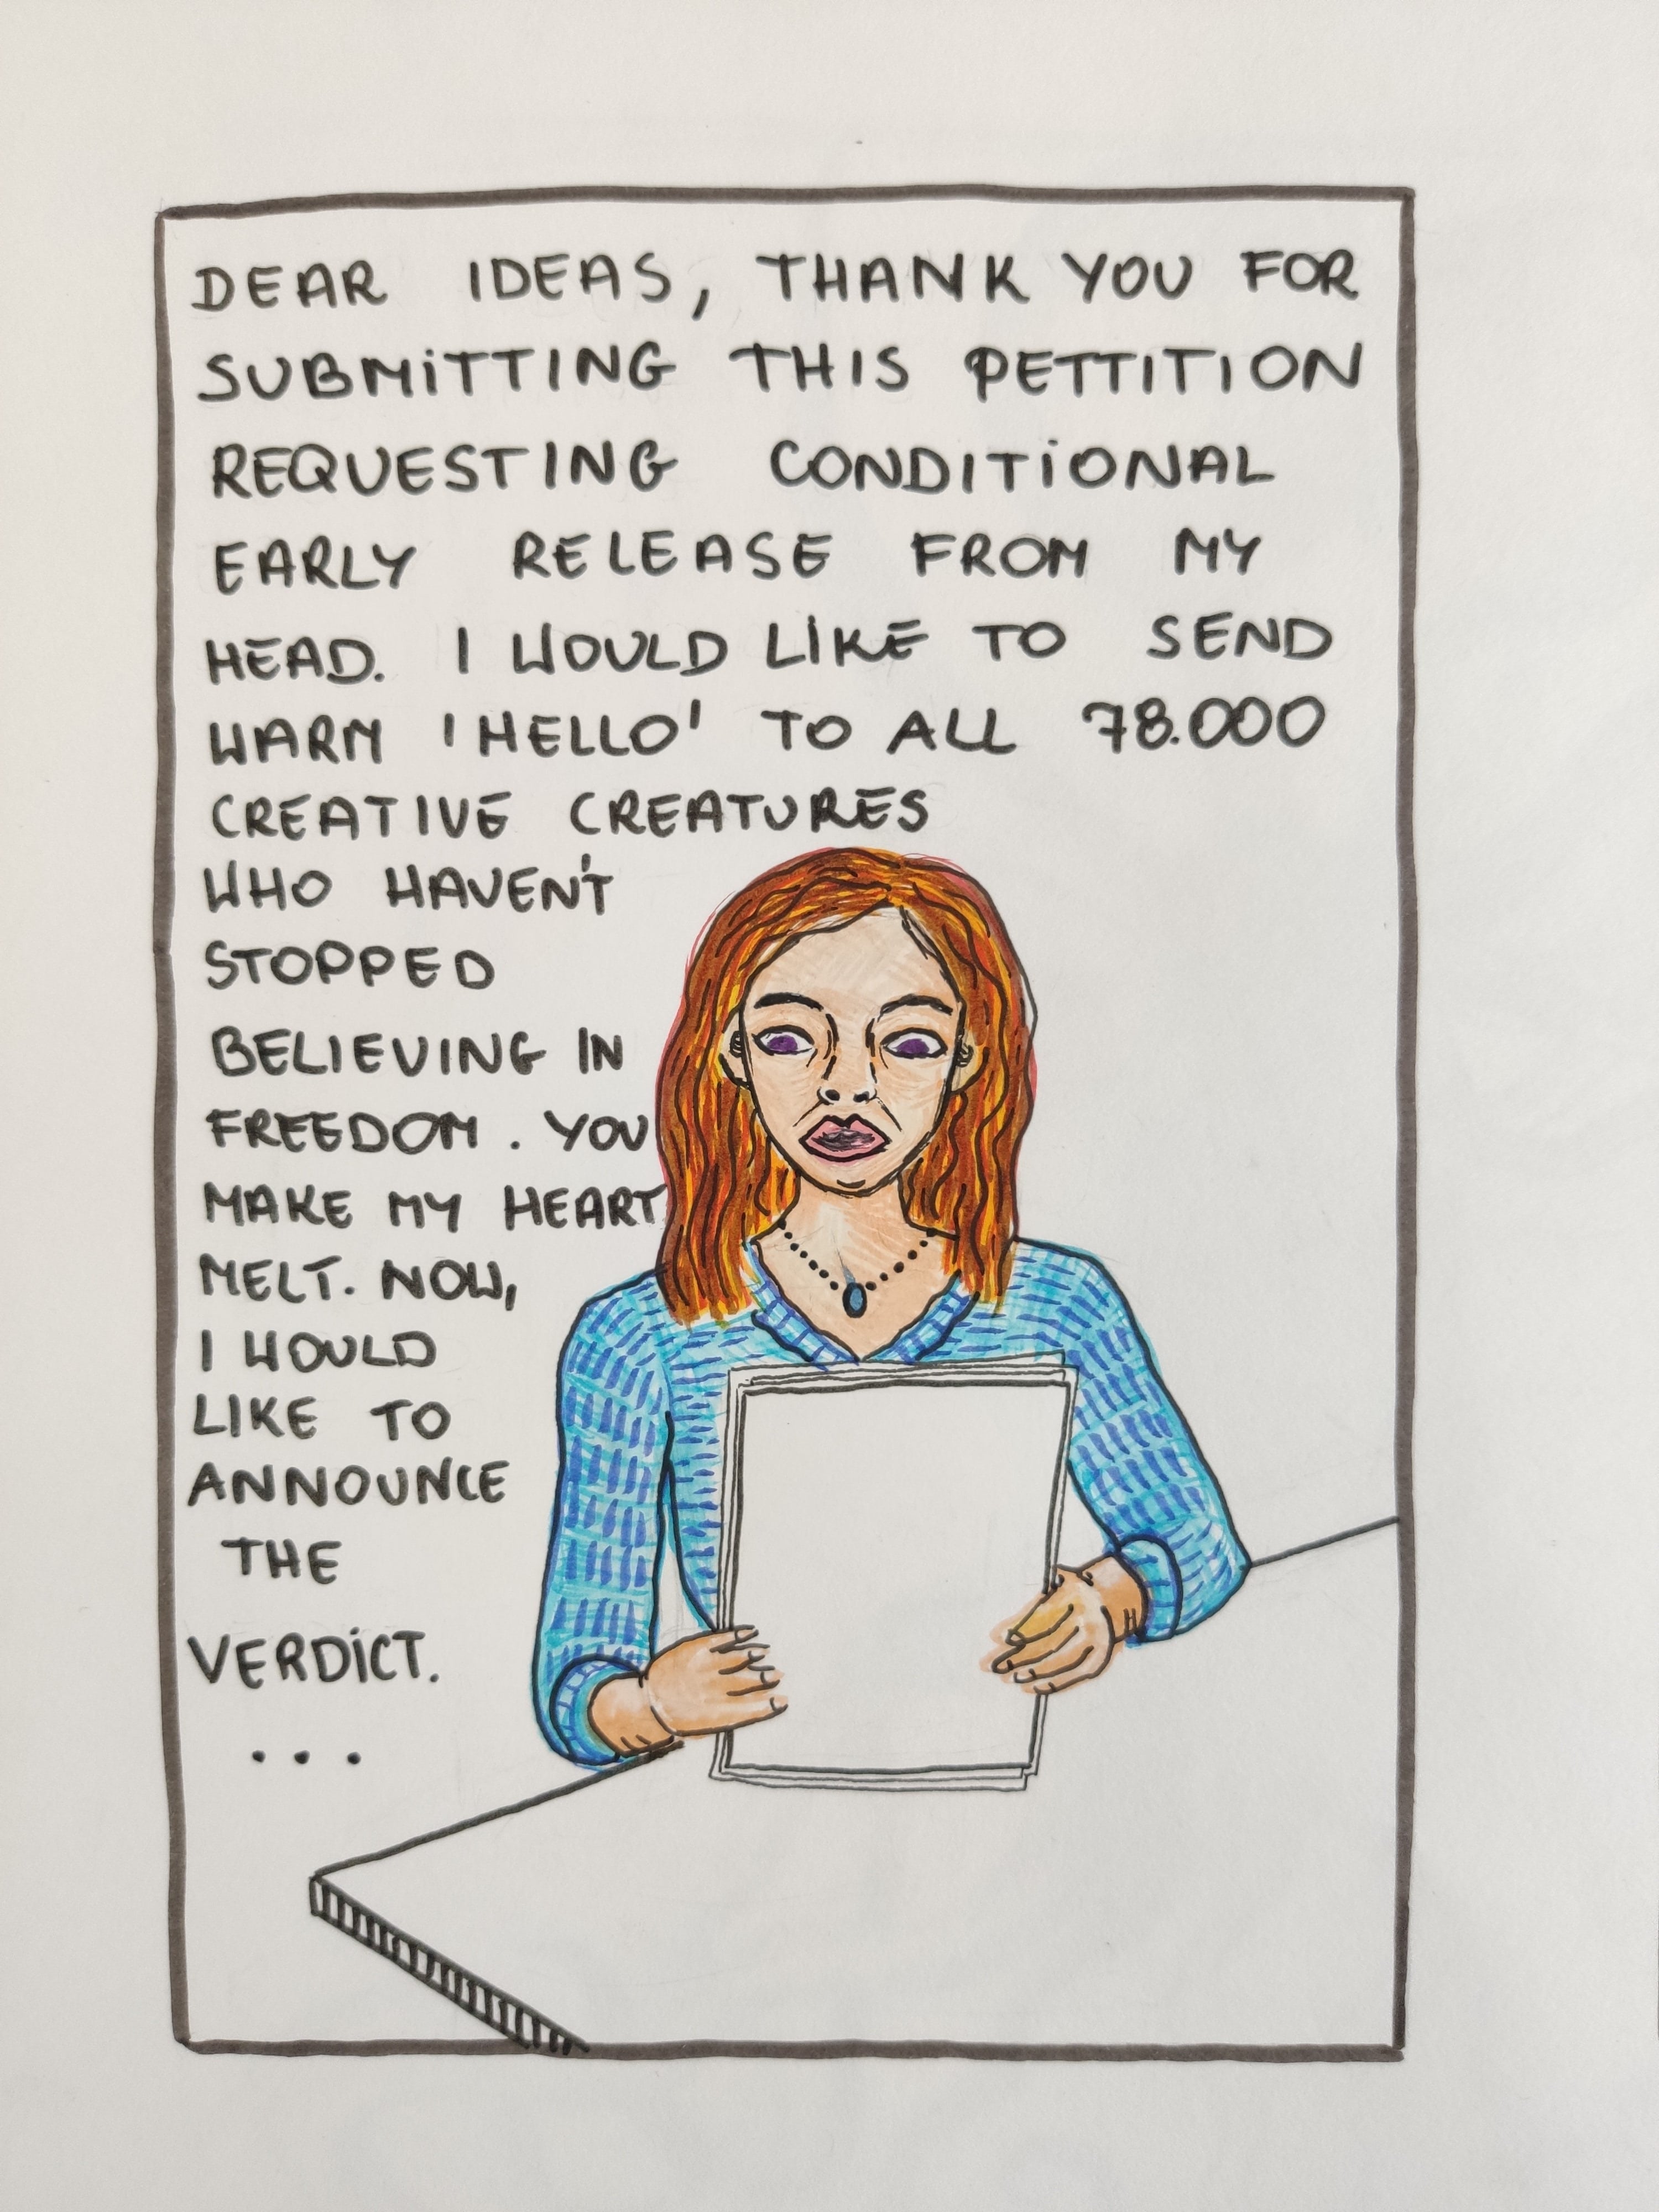 DEAR IDEAS, THANK YOU FOR
SUBMITTING THIS PETTITION
REQUESTING CONDITIONAL
EARLY RELEASE FROM MY
HEAD. I WOULD LIKE TO SEND
WARM 'HELLO' TO ALL 78.000
CREATIVE CREATURES
WHO HAVEN'T
STOPPED
BELIEVING IN
FREEDOM. YOU
MAKE MY HEART
MELT. NOW,
I WOULD
LIKE TO
ANNOUNCE
THE
VERDICT.
...